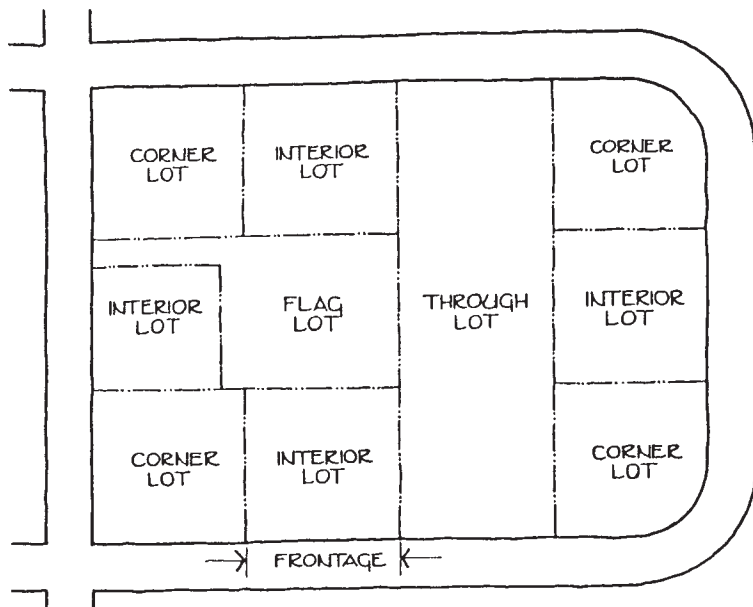 CORNER
LOT
INTERIOR
LOT
CORNER
LOT
INTERIOR
LOT
FLAG
LOT
THROUGH
LOT
INTERIOR
LOT
CORNER
LOT
INTERIOR
LOT
CORNER
LOT
FRONTAGE